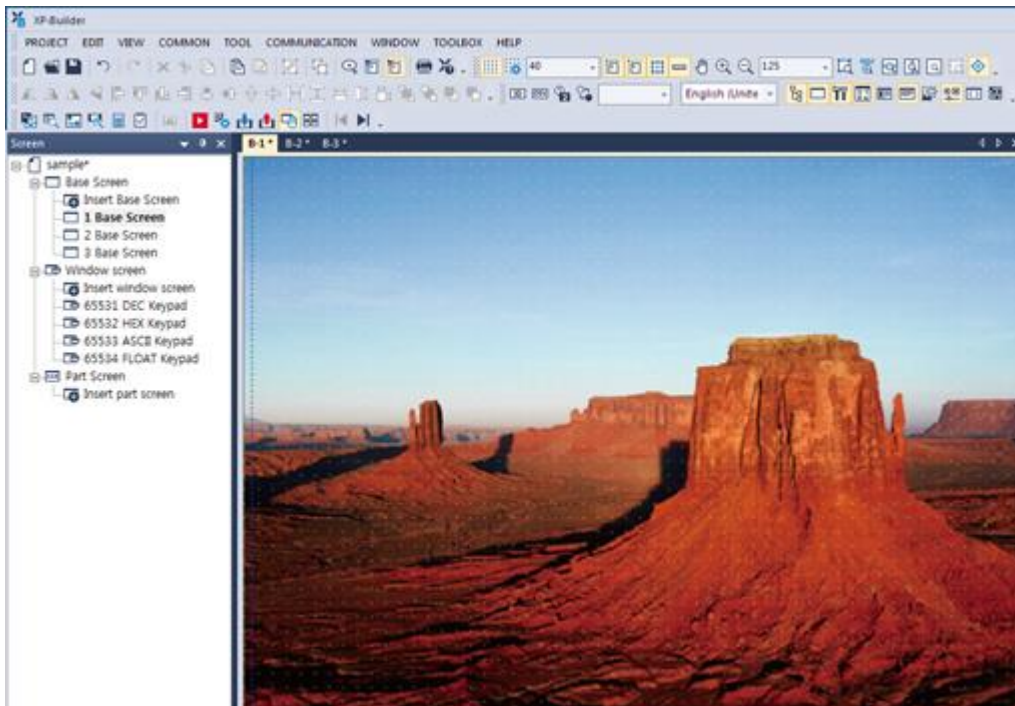 XP-Builder
PROJECT EDIT VIEW COMMON TOOL COMMUNICATION WINDOW TOOLBOX HELP
40 125
English (Unite
Screen
B-1* B-2* B-3*
sample*
Base Screen
Insert Base Screen
1 Base Screen
2 Base Screen
3 Base Screen
Window screen
Insert window screen
65531 DEC Keypad
65532 HEX Keypad
65533 ASCII Keypad
65534 FLOAT Keypad
Part Screen
Insert part screen